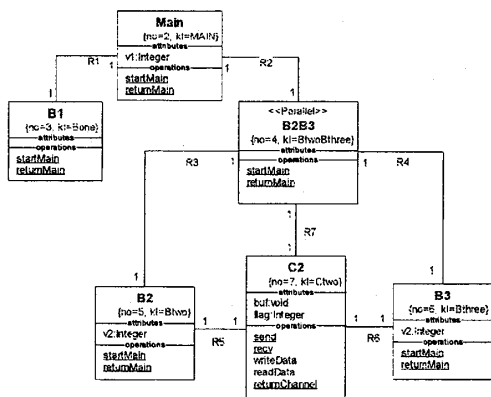 Main
{no=2, kl=MAIN}
attributes
v1:Integer
operations
startMain
returnMain
R1
1
1
R2
1
1
B1
{no=3, kl=Bone}
attributes
operations
startMain
returnMain
<<Parallel>>
B2B3
{no=4, kl=BtwoBthree}
attributes
operations
startMain
returnMain
R3
1
1
R4
1
R7
1
1
1
B2
{no=5, kl=Btwo}
attributes
v2:Integer
operations
startMain
returnMain
1
1
R5
C2
{no=7, kl=Ctwo}
attributes
buf:void
flag:Integer
operations
send
recv
writeData
readData
returnChannel
1
1
R6
B3
{no=6, kl=Bthree}
attributes
v2:Integer
operations
startMain
returnMain